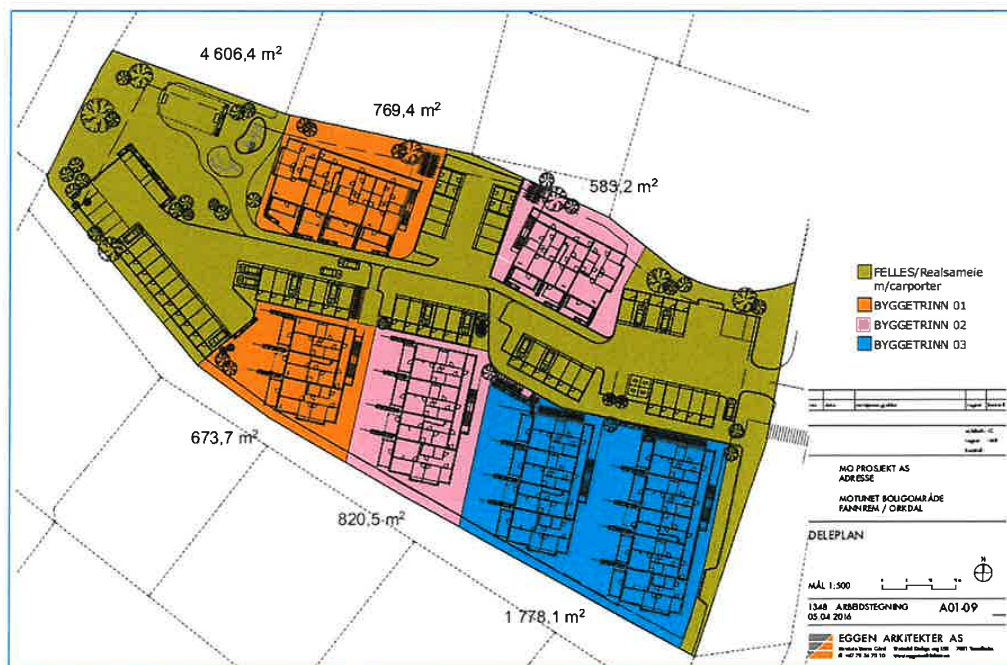 4 606,4 m²
769,4 m²
583,2 m²
673,7 m²
820,5 m²
1 778,1 m²
FELLES/Realsameie
m/carporter
BYGGETRINN 01
BYGGETRINN 02
BYGGETRINN 03
MO PROSJEKT AS
ADRESSE
MOTUNET BOLIGOMRÅDE
FANNREM / ORKDAL
DELEPLAN
N
MÅL 1:500
1348 ARBEIDSTEGNING A01-09
05.04 2016
EGGEN ARKITEKTER AS